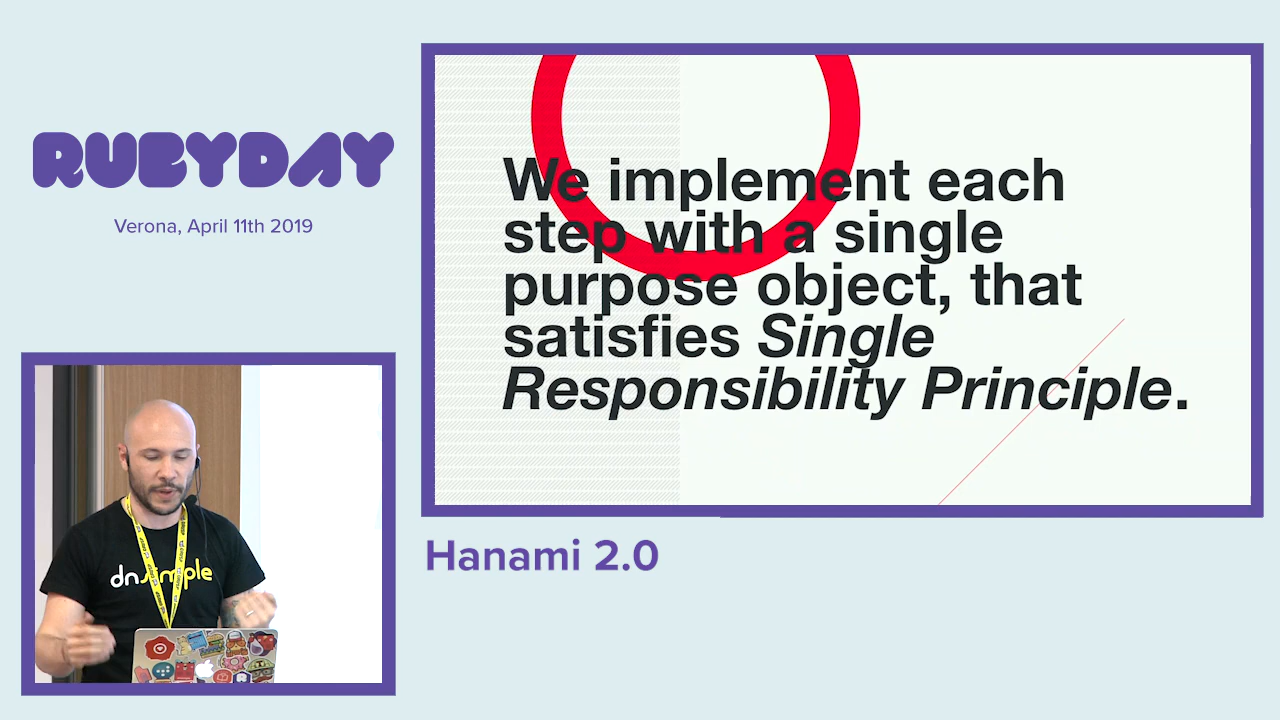 RUBYDAY
Verona, April 11th 2019
We implement each
step with a single
purpose object, that
satisfies Single
Responsibility Principle.
Hanami 2.0
dnsimple